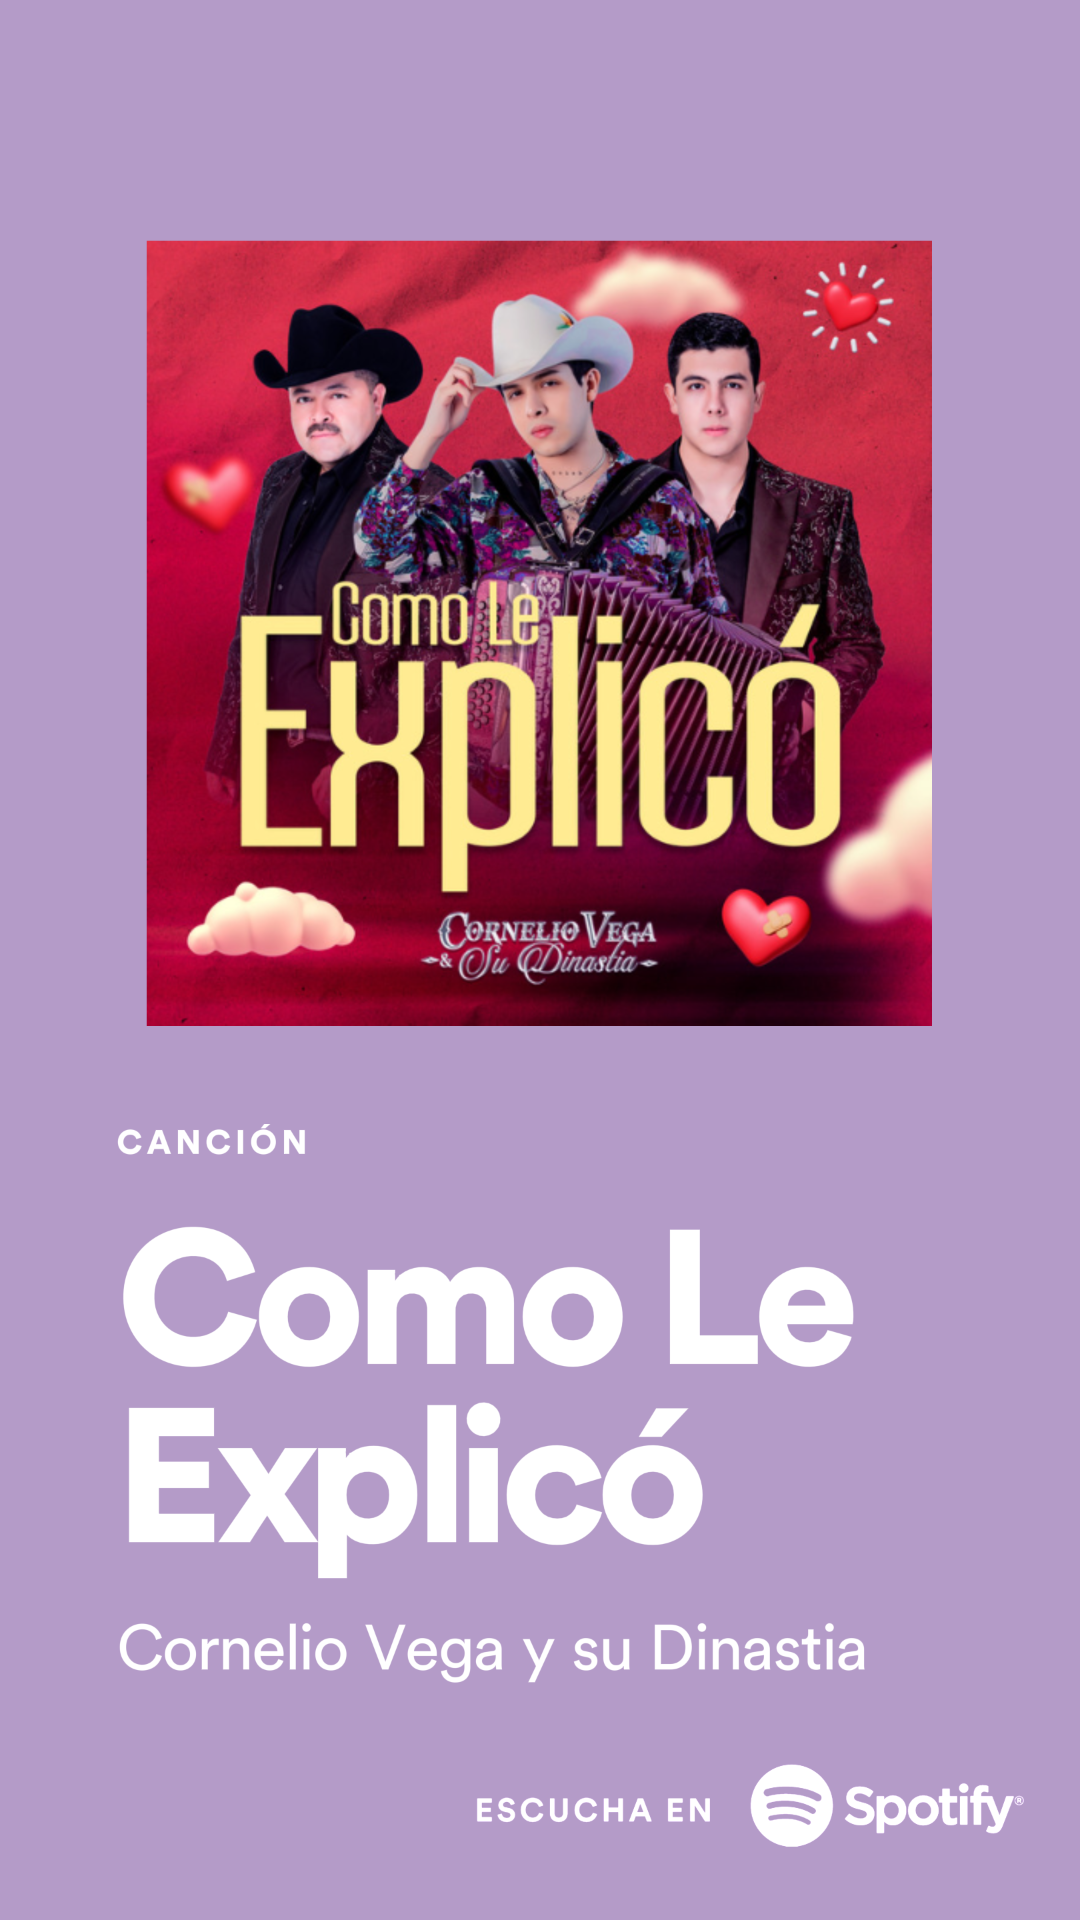 Como Le
Explicó
Cornelio Vega
& Su Dinastia
CANCIÓN
Como Le
Explicó
Cornelio Vega y su Dinastia
ESCUCHA EN Spotify®